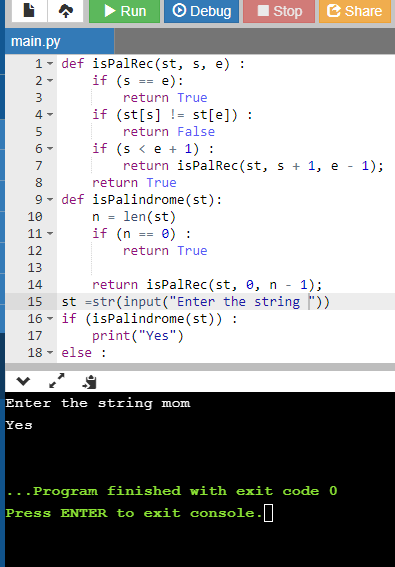 Run Debug Stop Share
main.py
1 def isPalRec(st, s, e) :
2     if (s == e):
3         return True
4     if (st[s] != st[e]) :
5         return False
6     if (s < e + 1) :
7         return isPalRec(st, s + 1, e - 1);
8     return True
9 def isPalindrome(st):
10     n = len(st)
11     if (n == 0) :
12         return True
13
14     return isPalRec(st, 0, n - 1);
15 st =str(input("Enter the string "))
16 if (isPalindrome(st)) :
17     print("Yes")
18 else :
Enter the string mom
Yes
...Program finished with exit code 0
Press ENTER to exit console.